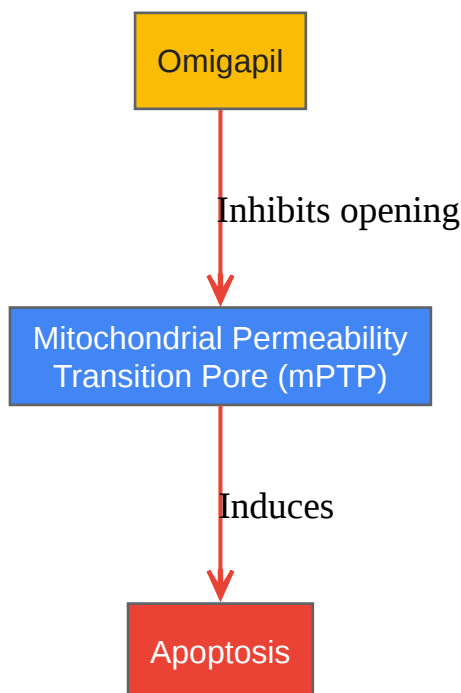 Omigapil
Inhibits opening
Mitochondrial Permeability
Transition Pore (mPTP)
Induces
Apoptosis